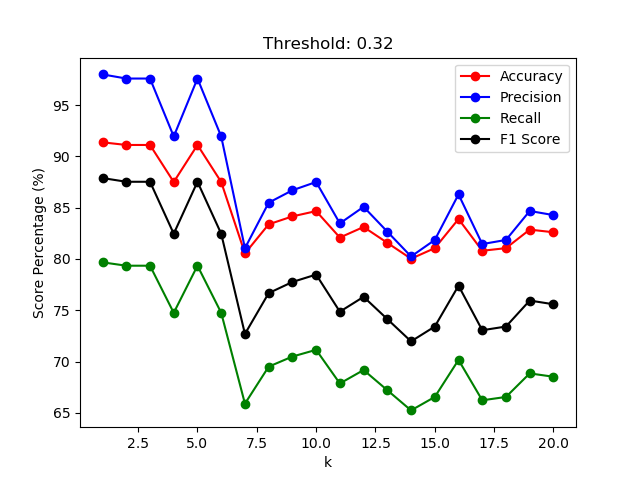 Threshold: 0.32
Accuracy
Precision
Recall
F1 Score
Score Percentage (%)
95
90
85
80
75
70
65
2.5 5.0 7.5 10.0 12.5 15.0 17.5 20.0
k